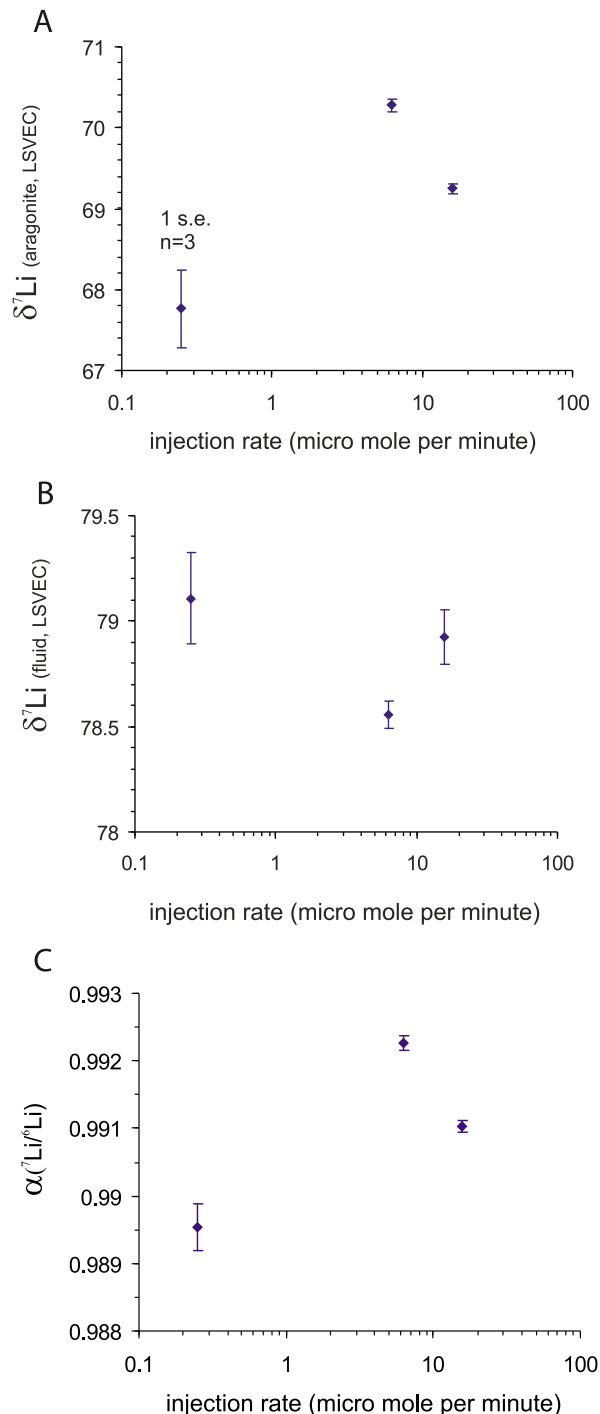 A
71
70
69
68
67
δ⁷Li (aragonite, LSVEC)
1 s.e.
n=3
0.1 1 10 100
injection rate (micro mole per minute)
B
79.5
79
78.5
78
δ⁷Li (fluid, LSVEC)
0.1 1 10 100
injection rate (micro mole per minute)
C
0.993
0.992
0.991
0.99
0.989
0.988
α(⁷Li/⁶Li)
0.1 1 10 100
injection rate (micro mole per minute)